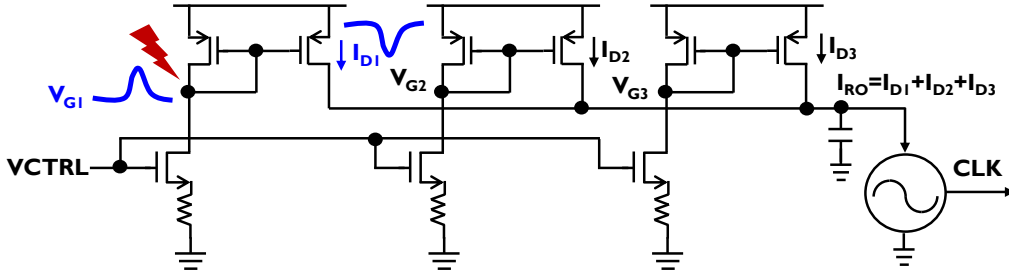 I_D1
I_D2
I_D3
V_G1
V_G2
V_G3
I_RO=I_D1+I_D2+I_D3
VCTRL
CLK